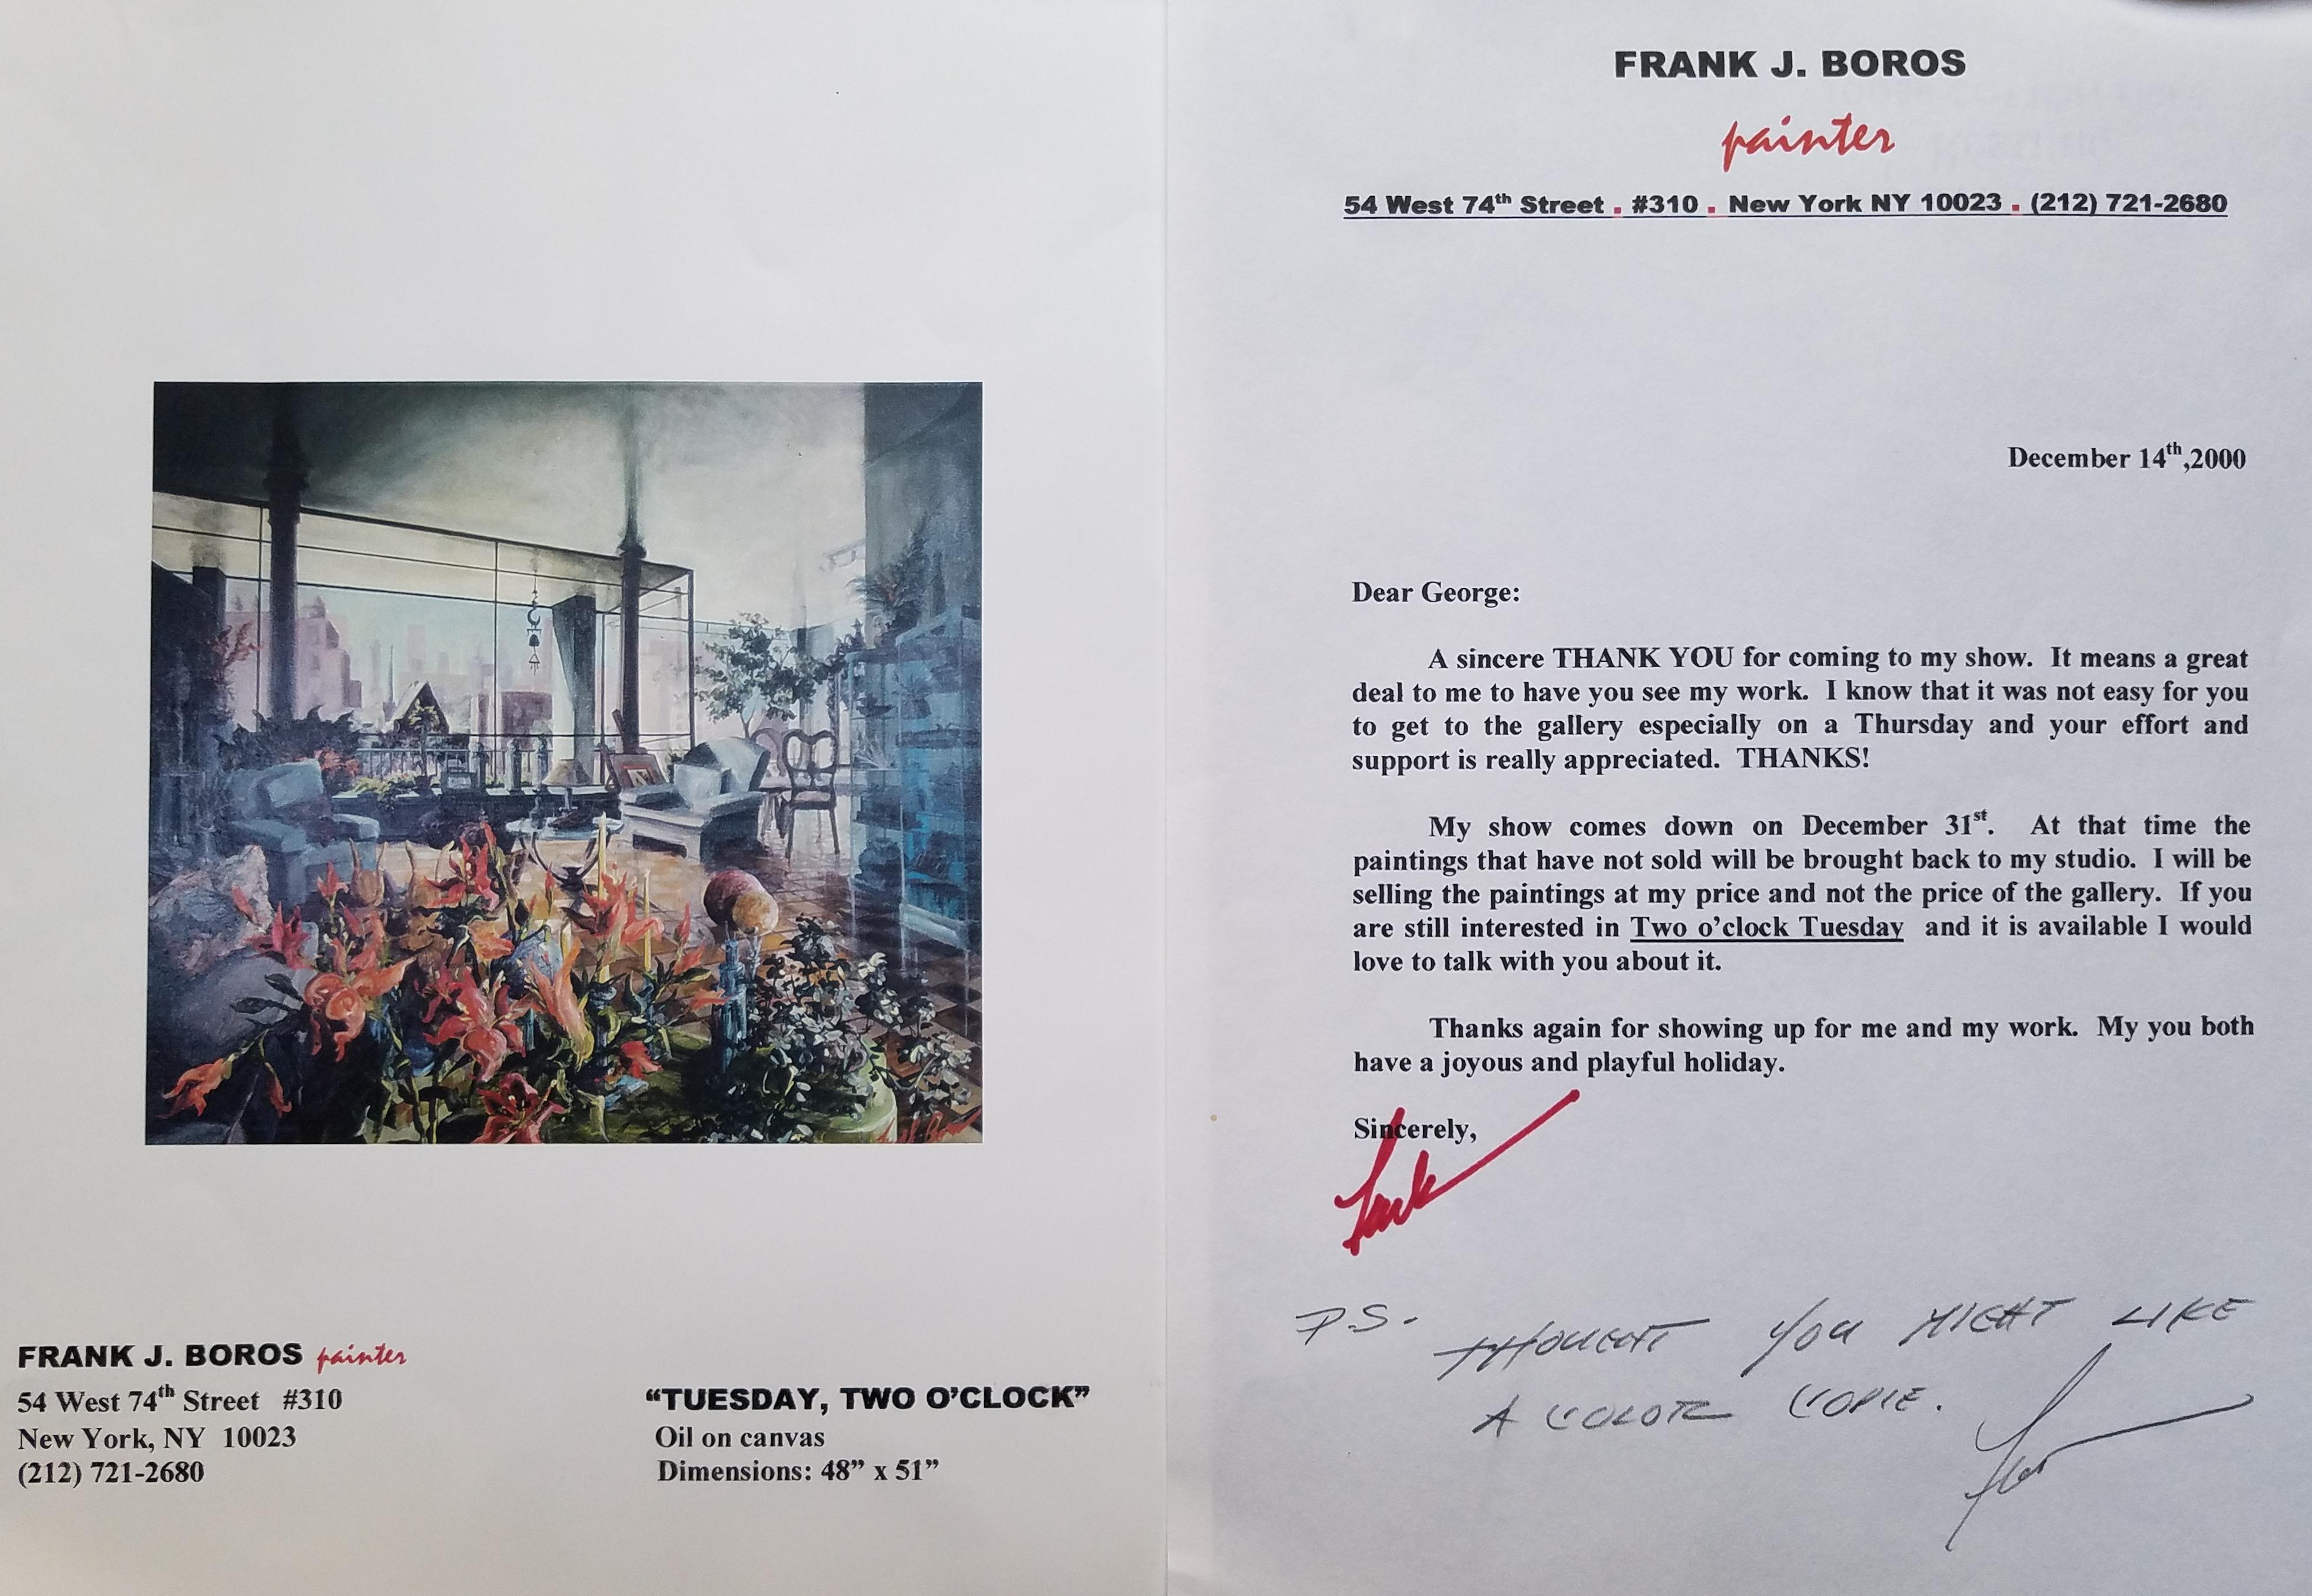 FRANK J. BOROS painter
54 West 74th Street #310
New York, NY 10023
(212) 721-2680
“TUESDAY, TWO O’CLOCK”
Oil on canvas
Dimensions: 48” x 51”
FRANK J. BOROS
painter
54 West 74th Street . #310 . New York NY 10023 . (212) 721-2680
December 14th,2000
Dear George:
A sincere THANK YOU for coming to my show. It means a great
deal to me to have you see my work. I know that it was not easy for you
to get to the gallery especially on a Thursday and your effort and
support is really appreciated. THANKS!
My show comes down on December 31st. At that time the
paintings that have not sold will be brought back to my studio. I will be
selling the paintings at my price and not the price of the gallery. If you
are still interested in Two o’clock Tuesday and it is available I would
love to talk with you about it.
Thanks again for showing up for me and my work. My you both
have a joyous and playful holiday.
Sincerely,
Frank
P.S. THOUGHT YOU MIGHT LIKE
A COLOR COPIE.